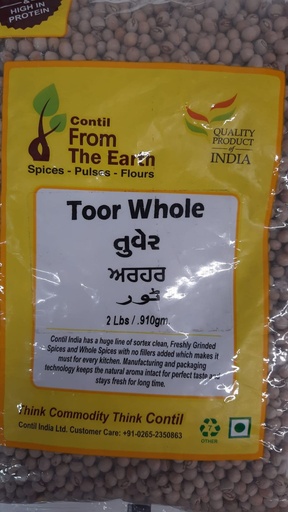 HIGH IN
PROTEIN
Contil
From
The Earth
Spices - Pulses - Flours
QUALITY
PRODUCT
of
INDIA
Toor Whole
તુવેર
ਅਰਹਰ
ٹور
2 Lbs / .910gm
Contil India has a huge line of sortex clean, Freshly Grinded
Spices and Whole Spices with no fillers added which makes it
must for every kitchen. Manufacturing and packaging
technology keeps the natural aroma intact for perfect taste and
stays fresh for long time.
Think Commodity Think Contil
Contil India Ltd. Customer Care: +91-0265-2350863
7
OTHER